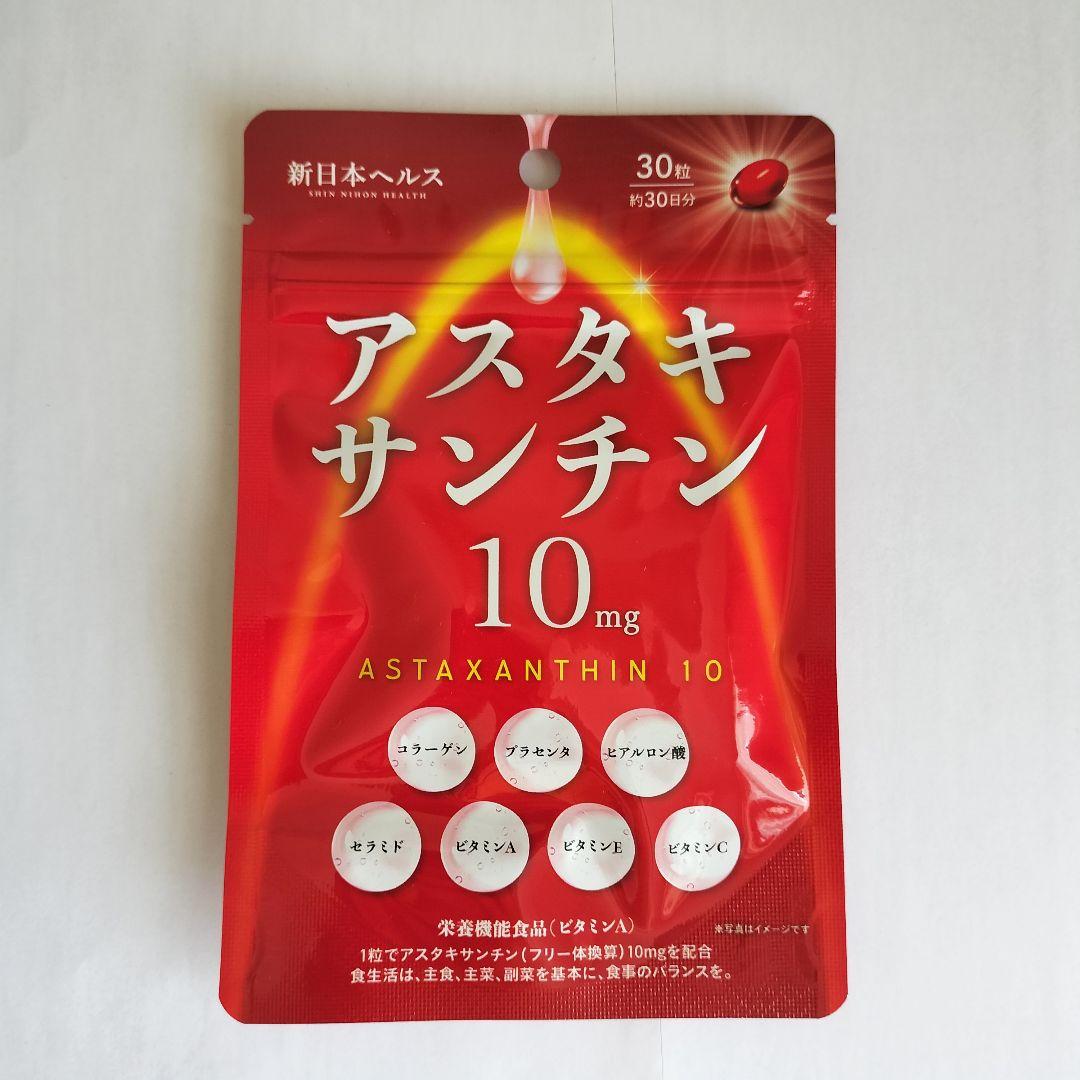 新日本ヘルス
SHIN NIHON HEALTH
30粒
約30日分
アスタキ
サンチン
10mg
ASTAXANTHIN 10
コラーゲン
プラセンタ
ヒアルロン酸
セラミド
ビタミンA
ビタミンE
ビタミンC
栄養機能食品(ビタミンA)
※写真はイメージです
1粒でアスタキサンチン(フリー体換算)10mgを配合
食生活は、主食、主菜、副菜を基本に、食事のバランスを。